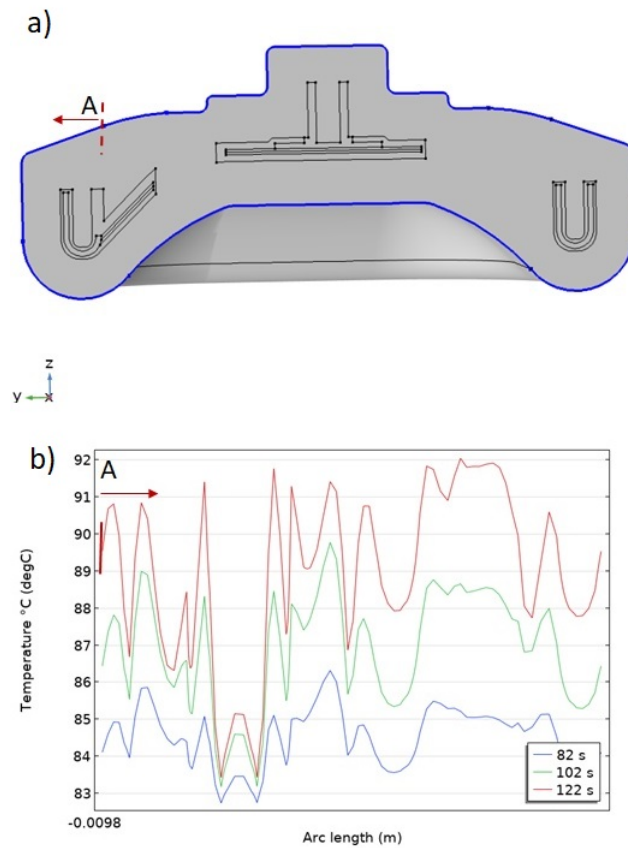 a)
A
z
y
x
b)
A
Temperature °C (degC)
92
91
90
89
88
87
86
85
84
83
82 s
102 s
122 s
-0.0098
Arc length (m)